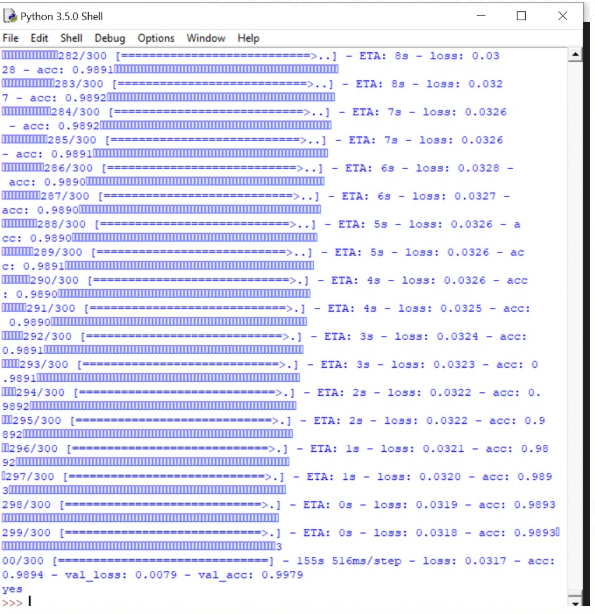 Python 3.5.0 Shell
File Edit Shell Debug Options Window Help
282/300 [============================>..] - ETA: 8s - loss: 0.03
28 - acc: 0.9891
283/300 [============================>..] - ETA: 8s - loss: 0.032
7 - acc: 0.9892
284/300 [============================>..] - ETA: 7s - loss: 0.0326
- acc: 0.9892
285/300 [============================>..] - ETA: 7s - loss: 0.0326
- acc: 0.9891
286/300 [============================>..] - ETA: 6s - loss: 0.0328 -
acc: 0.9890
287/300 [============================>..] - ETA: 6s - loss: 0.0327 -
acc: 0.9890
288/300 [============================>..] - ETA: 5s - loss: 0.0326 - a
cc: 0.9890
289/300 [============================>..] - ETA: 5s - loss: 0.0326 - ac
c: 0.9891
290/300 [============================>.] - ETA: 4s - loss: 0.0326 - acc
: 0.9890
291/300 [============================>.] - ETA: 4s - loss: 0.0325 - acc:
0.9890
292/300 [============================>.] - ETA: 3s - loss: 0.0324 - acc:
0.9891
293/300 [============================>.] - ETA: 3s - loss: 0.0323 - acc: 0
.9891
294/300 [============================>.] - ETA: 2s - loss: 0.0322 - acc: 0.
9892
295/300 [============================>.] - ETA: 2s - loss: 0.0322 - acc: 0.9
892
296/300 [============================>.] - ETA: 1s - loss: 0.0321 - acc: 0.98
92
297/300 [============================>.] - ETA: 1s - loss: 0.0320 - acc: 0.989
3
298/300 [============================>.] - ETA: 0s - loss: 0.0319 - acc: 0.9893
299/300 [============================>.] - ETA: 0s - loss: 0.0318 - acc: 0.9893
3
00/300 [==============================] - 155s 516ms/step - loss: 0.0317 - acc:
0.9894 - val_loss: 0.0079 - val_acc: 0.9979
yes
>>>